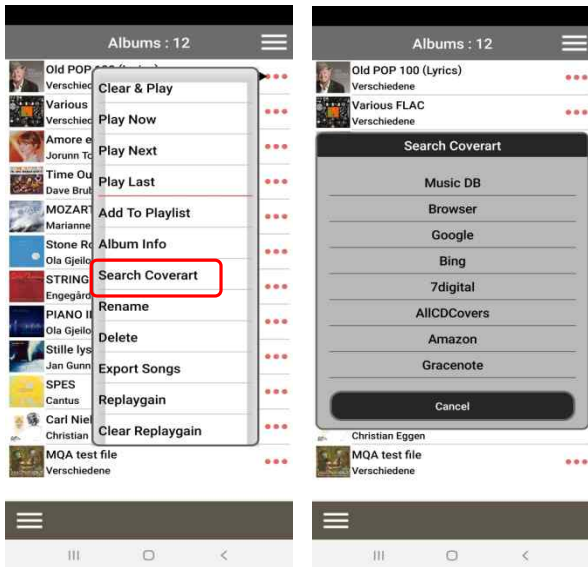 Albums : 12
Old POP
Verschied
Various
Verschied
Amore e
Jorunn To
Time Ou
Dave Brub
MOZART
Marianne
Stone Ro
Ola Gjeilo
STRING
Engegård
PIANO I
Ola Gjeilo
Stille lys
Jan Gunn
SPES
Cantus
Carl Niel
Christian
MQA test file
Verschiedene
Clear & Play
Play Now
Play Next
Play Last
Add To Playlist
Album Info
Search Coverart
Rename
Delete
Export Songs
Replaygain
Clear Replaygain
Albums : 12
Old POP 100 (Lyrics)
Verschiedene
Various FLAC
Verschiedene
Search Coverart
Music DB
Browser
Google
Bing
7digital
AllCDCovers
Amazon
Gracenote
Cancel
Christian Eggen
MQA test file
Verschiedene